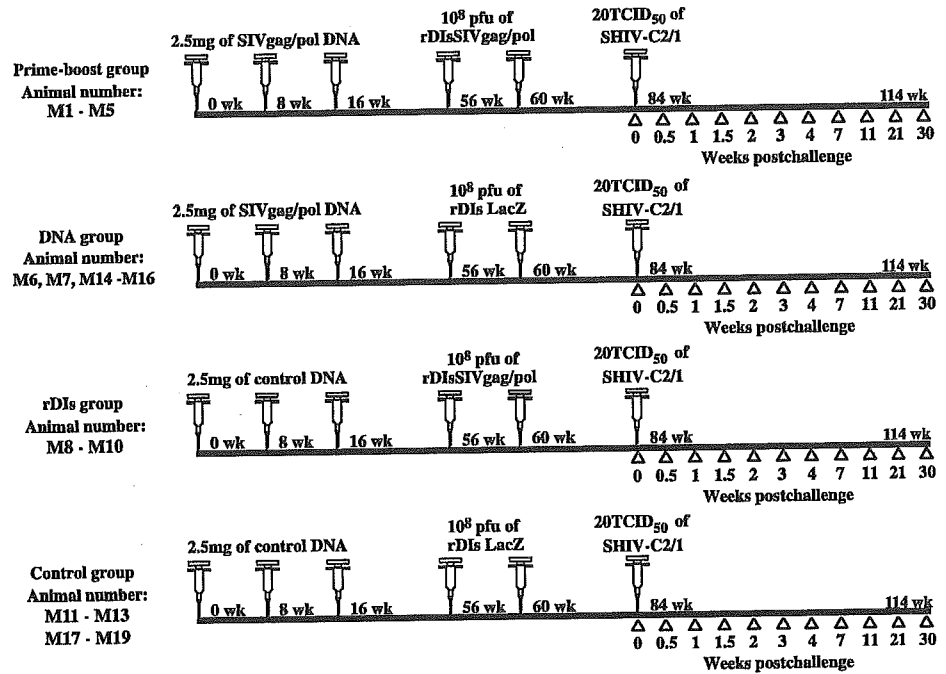 10⁸ pfu of
20TCID₅₀ of
2.5mg of SIVgag/pol DNA
rDIsSIVgag/pol
SHIV-C2/1
Prime-boost group
Animal number:
M1 - M5
0 wk 8 wk 16 wk 56 wk 60 wk 84 wk 114 wk
0 0.5 1 1.5 2 3 4 7 11 21 30
Weeks postchallenge
10⁸ pfu of
20TCID₅₀ of
2.5mg of SIVgag/pol DNA
rDIs LacZ
SHIV-C2/1
DNA group
Animal number:
M6, M7, M14 -M16
0 wk 8 wk 16 wk 56 wk 60 wk 84 wk 114 wk
0 0.5 1 1.5 2 3 4 7 11 21 30
Weeks postchallenge
10⁸ pfu of
20TCID₅₀ of
2.5mg of control DNA
rDIsSIVgag/pol
SHIV-C2/1
rDIs group
Animal number:
M8 - M10
0 wk 8 wk 16 wk 56 wk 60 wk 84 wk 114 wk
0 0.5 1 1.5 2 3 4 7 11 21 30
Weeks postchallenge
10⁸ pfu of
20TCID₅₀ of
2.5mg of control DNA
rDIs LacZ
SHIV-C2/1
Control group
Animal number:
M11 - M13
M17 - M19
0 wk 8 wk 16 wk 56 wk 60 wk 84 wk 114 wk
0 0.5 1 1.5 2 3 4 7 11 21 30
Weeks postchallenge